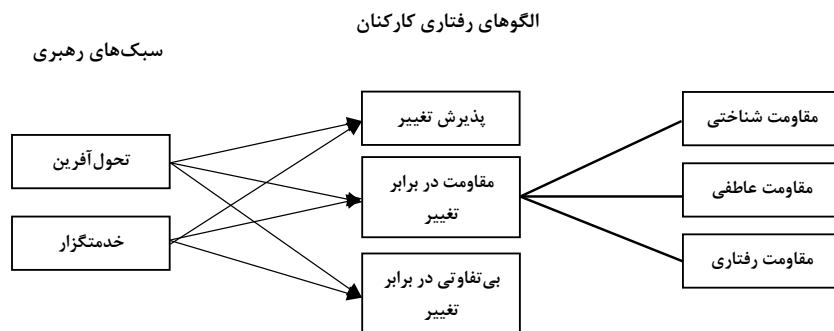 الگوهای رفتاری کارکنان
سبک‌های رهبری
پذیرش تغییر
مقاومت شناختی
تحول‌آفرین
مقاومت در برابر
تغییر
مقاومت عاطفی
خدمتگزار
مقاومت رفتاری
بی‌تفاوتی در برابر
تغییر